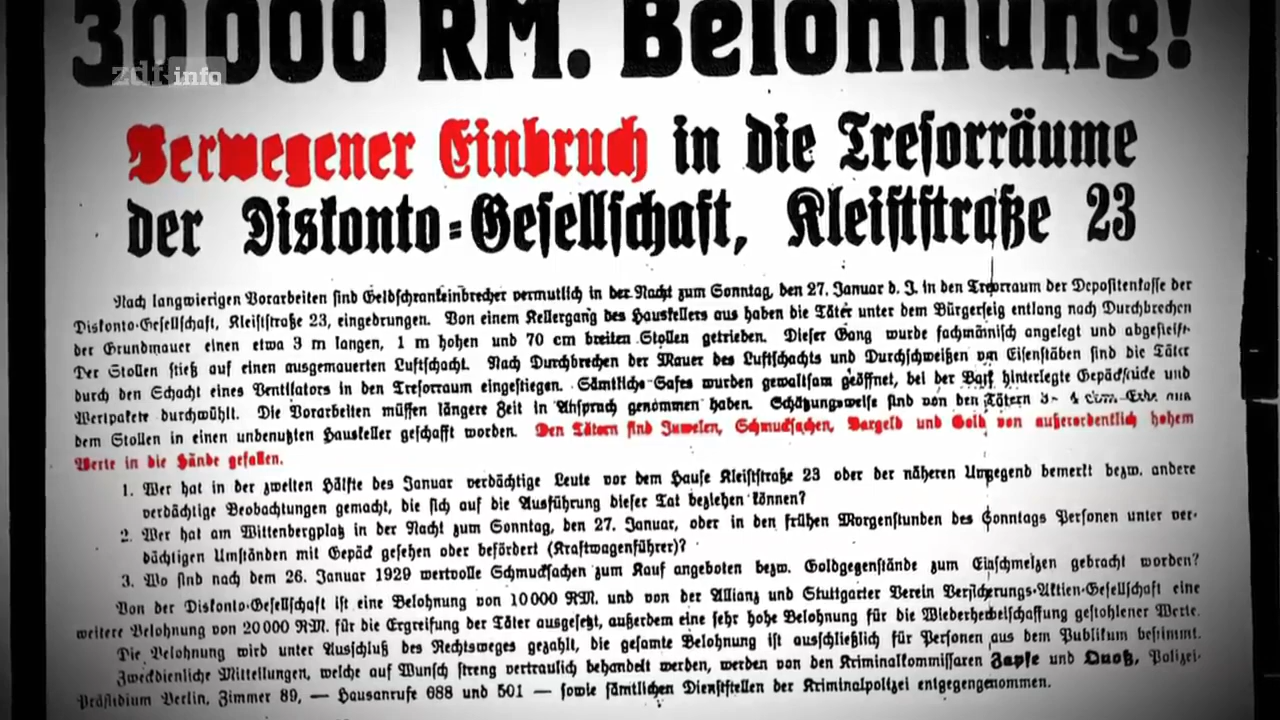 30000 RM. Belohnung!
zdf info
Verwegener Einbruch in die Tresorräume
der Diskonto-Gesellschaft, Kleiststraße 23
Nach langwierigen Vorarbeiten sind Geldschrankeinbrecher vermutlich in der Nacht zum Sonntag, den 27. Januar d. J. in den Tresorraum der Depositenkasse der
Diskonto-Gesellschaft, Kleiststraße 23, eingedrungen. Von einem Kellergang des Hauskellers aus haben die Täter unter dem Bürgersteig entlang nach Durchbrechen
der Grundmauer einen etwa 3 m langen, 1 m hohen und 70 cm breiten Stollen getrieben. Dieser Gang wurde fachmännisch angelegt und abgesteift.
Der Stollen stieß auf einen ausgemauerten Luftschacht. Nach Durchbrechen der Mauer des Luftschachts und Durchschweißen von Eisenstäben sind die Täter
durch den Schacht eines Ventilators in den Tresorraum eingestiegen. Sämtliche Safes wurden gewaltsam geöffnet, bei der Bank hinterlegte Gepäckstücke und
Wertpakete durchwühlt. Die Vorarbeiten müssen längere Zeit in Anspruch genommen haben. Schätzungsweise sind von den Tätern 3- 4 cbm. Erde aus
dem Stollen in einen unbenutzten Hauskeller geschafft worden. Den Tätern sind Juwelen, Schmucksachen, Bargeld und Gold von außerordentlich hohem
Werte in die Hände gefallen.
1. Wer hat in der zweiten Hälfte des Januar verdächtige Leute vor dem Hause Kleiststraße 23 oder der näheren Umgegend bemerkt bezw. andere
verdächtige Beobachtungen gemacht, die sich auf die Ausführung dieser Tat beziehen können?
2. Wer hat am Wittenbergplatz in der Nacht zum Sonntag, den 27. Januar, oder in den frühen Morgenstunden des Sonntags Personen unter ver-
dächtigen Umständen mit Gepäck gesehen oder befördert (Kraftwagenführer)?
3. Wo sind nach dem 26. Januar 1929 wertvolle Schmucksachen zum Kauf angeboten bezw. Goldgegenstände zum Einschmelzen gebracht worden?
Von der Diskonto-Gesellschaft ist eine Belohnung von 10000 RM. und von der Allianz und Stuttgarter Verein Versicherungs-Aktien-Gesellschaft eine
weitere Belohnung von 20000 RM. für die Ergreifung der Täter ausgesetzt, außerdem eine sehr hohe Belohnung für die Wiederherbeischaffung gestohlener Werte.
Die Belohnung wird unter Ausschluß des Rechtsweges gezahlt, die gesamte Belohnung ist ausschließlich für Personen aus dem Publikum bestimmt.
Zweckdienliche Mitteilungen, welche auf Wunsch streng vertraulich behandelt werden, werden von den Kriminalkommissaren Zapfe und Quoß, Polizei-
Präsidium Berlin, Zimmer 89, — Hausanrufe 688 und 501 — sowie sämtlichen Dienststellen der Kriminalpolizei entgegengenommen.